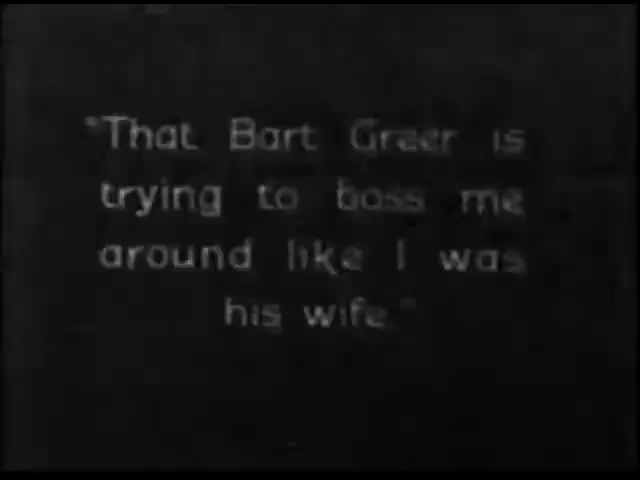 "That Bart Greer is
trying to boss me
around like I was
his wife."